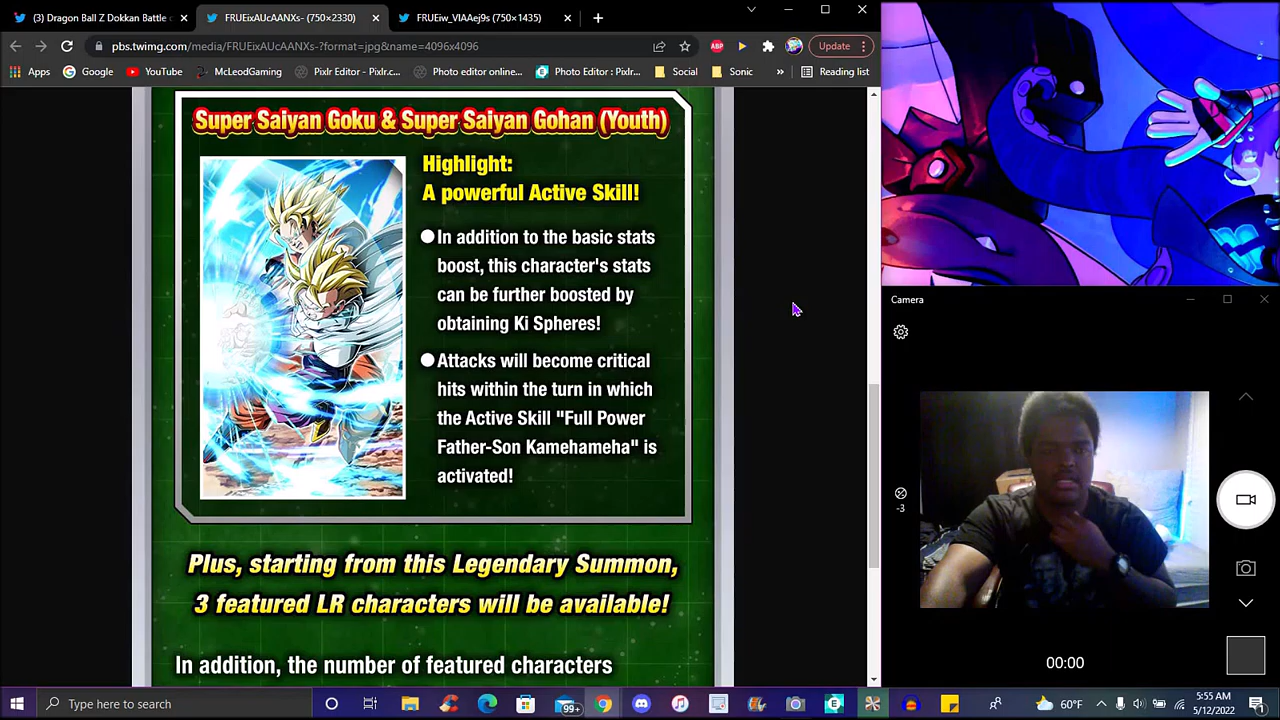 (3) Dragon Ball Z Dokkan Battle
FRUEixAUcAANXs- (750×2330)
FRUEiw_VIAAej9s (750×1435)
pbs.twimg.com/media/FRUEixAUcAANXs-?format=jpg&name=4096x4096
ABP
Update
Apps
Google
YouTube
McLeodGaming
Pixlr Editor - Pixlr.c...
Photo editor online...
Photo Editor : Pixlr...
Social
Sonic
Reading list
Super Saiyan Goku & Super Saiyan Gohan (Youth)
Highlight:
A powerful Active Skill!
●In addition to the basic stats
boost, this character's stats
can be further boosted by
obtaining Ki Spheres!
●Attacks will become critical
hits within the turn in which
the Active Skill "Full Power
Father-Son Kamehameha" is
activated!
Plus, starting from this Legendary Summon,
3 featured LR characters will be available!
In addition, the number of featured characters
Camera
-3
00:00
Type here to search
99+
60°F
5:55 AM
5/12/2022